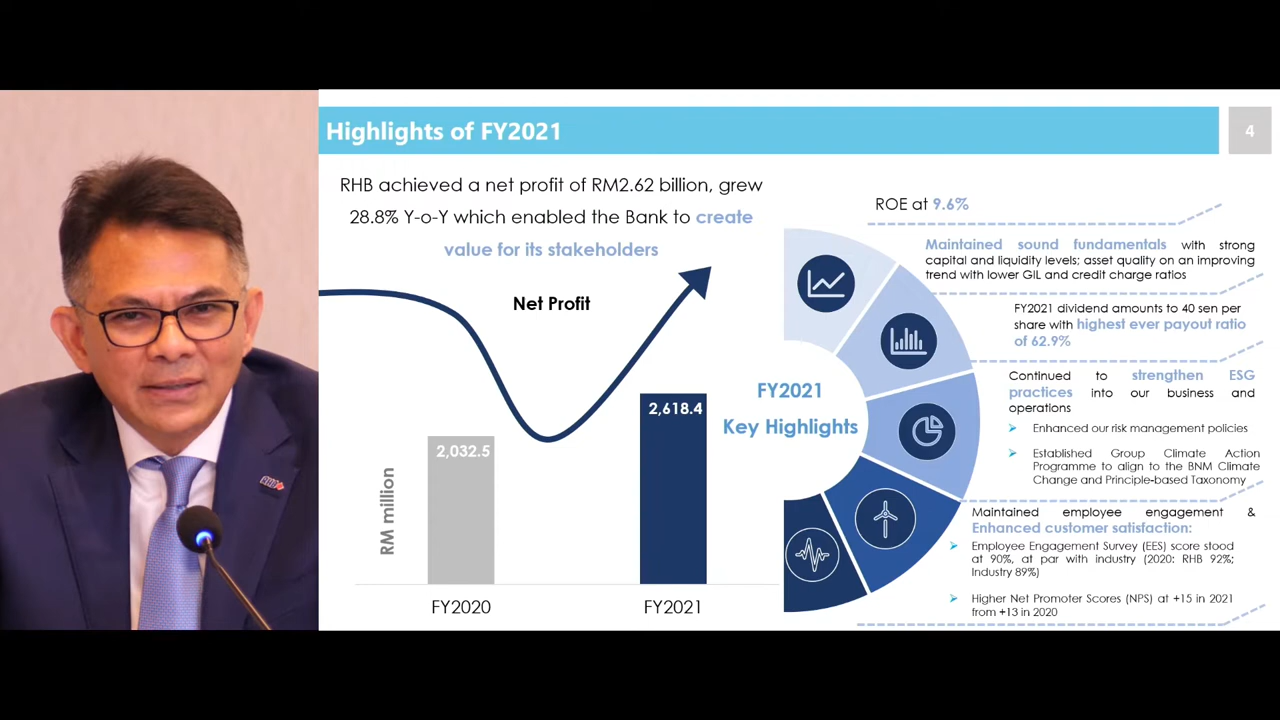 Highlights of FY2021
4
RHB achieved a net profit of RM2.62 billion, grew
28.8% Y-o-Y which enabled the Bank to create
value for its stakeholders
Net Profit
RM million
2,032.5
2,618.4
FY2020
FY2021
FY2021
Key Highlights
ROE at 9.6%
Maintained sound fundamentals with strong
capital and liquidity levels; asset quality on an improving
trend with lower GIL and credit charge ratios
FY2021 dividend amounts to 40 sen per
share with highest ever payout ratio
of 62.9%
Continued to strengthen ESG
practices into our business and
operations
Enhanced our risk management policies
Established Group Climate Action
Programme to align to the BNM Climate
Change and Principle-based Taxonomy
Maintained employee engagement &
Enhanced customer satisfaction:
Employee Engagement Survey (EES) score stood
at 90%, at par with industry (2020: RHB 92%;
Industry 89%)
Higher Net Promoter Scores (NPS) at +15 in 2021
from +13 in 2020